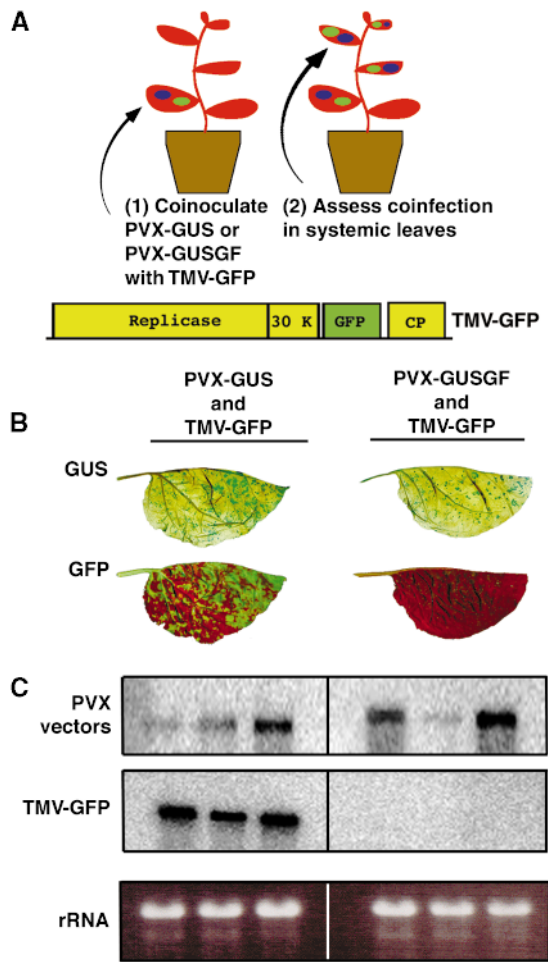 A
(1) Coinoculate
PVX-GUS or
PVX-GUSGF
with TMV-GFP
(2) Assess coinfection
in systemic leaves
Replicase
30 K
GFP
CP
TMV-GFP
B
PVX-GUS
and
TMV-GFP
PVX-GUSGF
and
TMV-GFP
GUS
GFP
C
PVX
vectors
TMV-GFP
rRNA